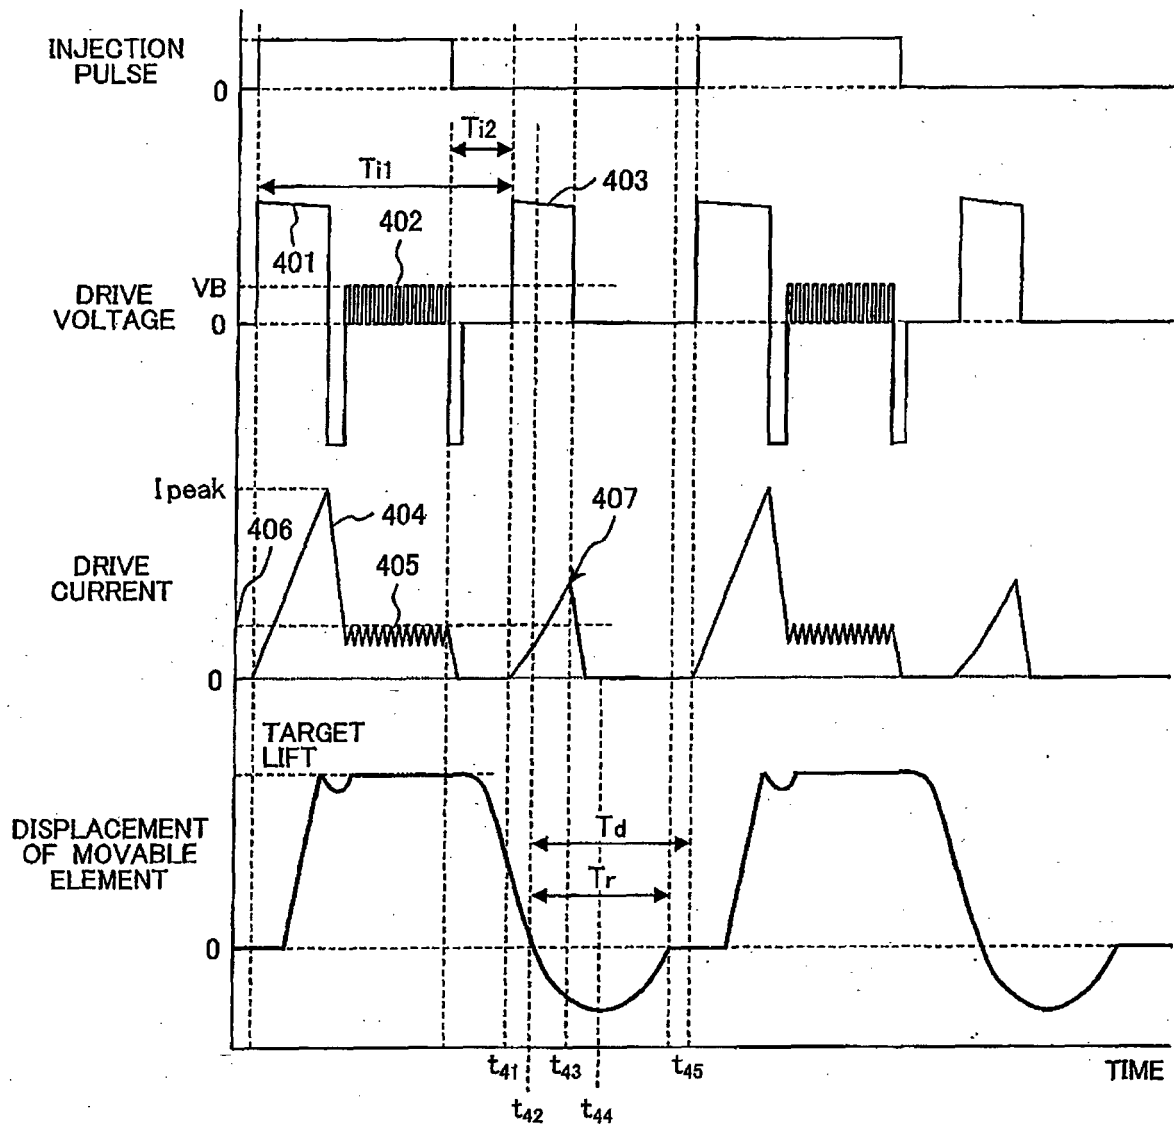 INJECTION
PULSE
0
Ti2
Ti1
403
402
401
VB
DRIVE
VOLTAGE
0
Ipeak
404
407
406
DRIVE
CURRENT
405
0
TARGET
LIFT
DISPLACEMENT
OF MOVABLE
ELEMENT
Td
Tr
0
t41
t43
t45
TIME
t42
t44